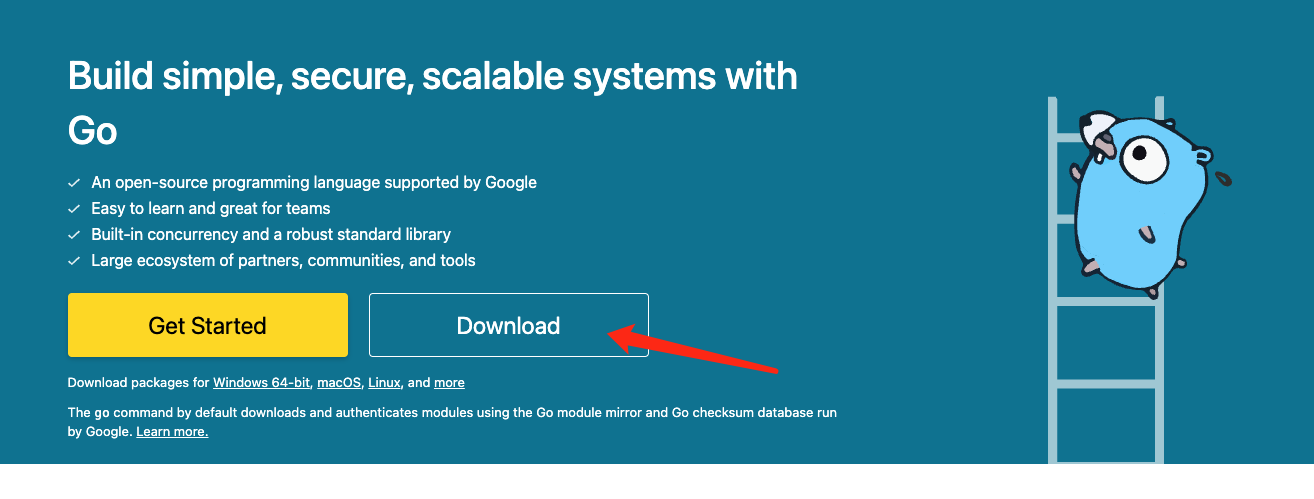 Build simple, secure, scalable systems with
Go
An open-source programming language supported by Google
Easy to learn and great for teams
Built-in concurrency and a robust standard library
Large ecosystem of partners, communities, and tools
Get Started
Download
Download packages for Windows 64-bit, macOS, Linux, and more
The go command by default downloads and authenticates modules using the Go module mirror and Go checksum database run
by Google. Learn more.